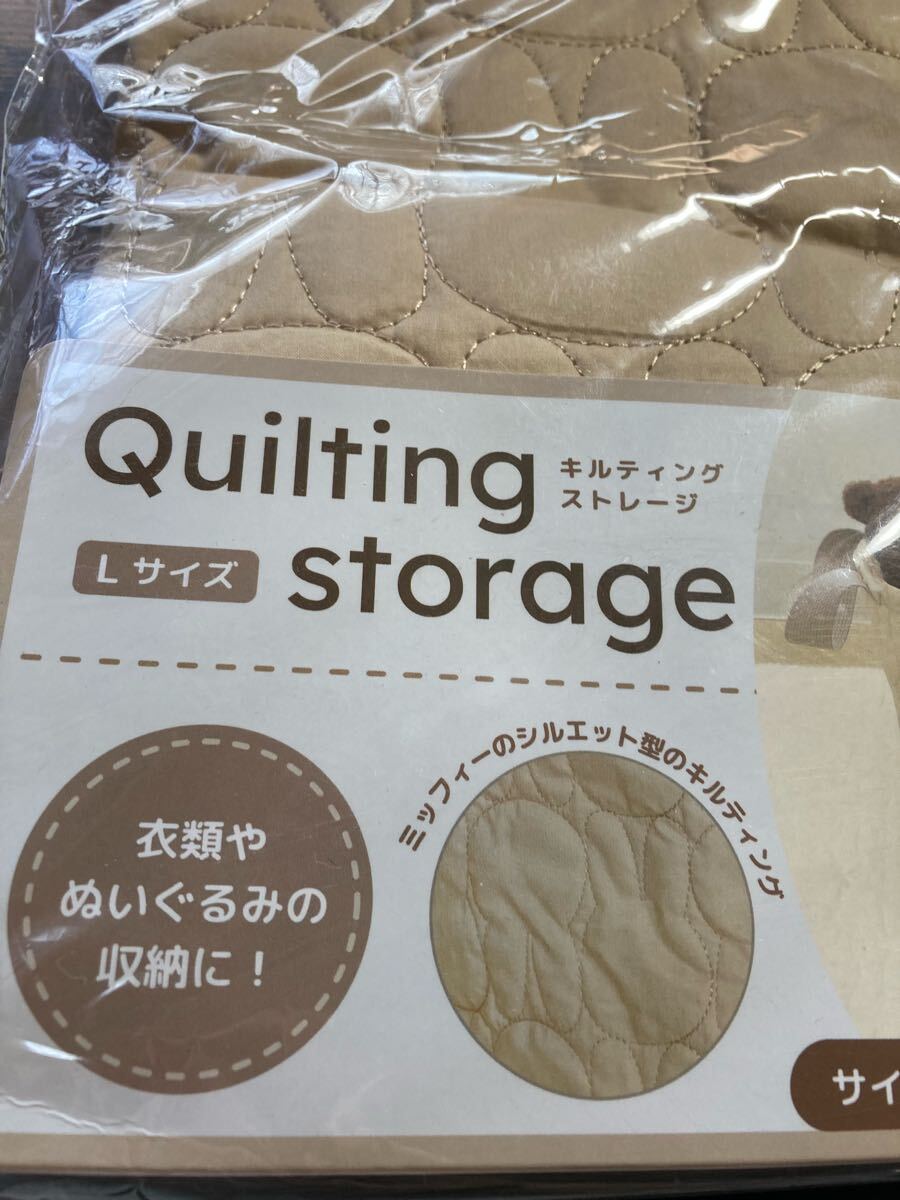 Quilting
キルティング
ストレージ
Lサイズ
storage
ミッフィーのシルエット型のキルティング
衣類や
ぬいぐるみの
収納に！
サイ